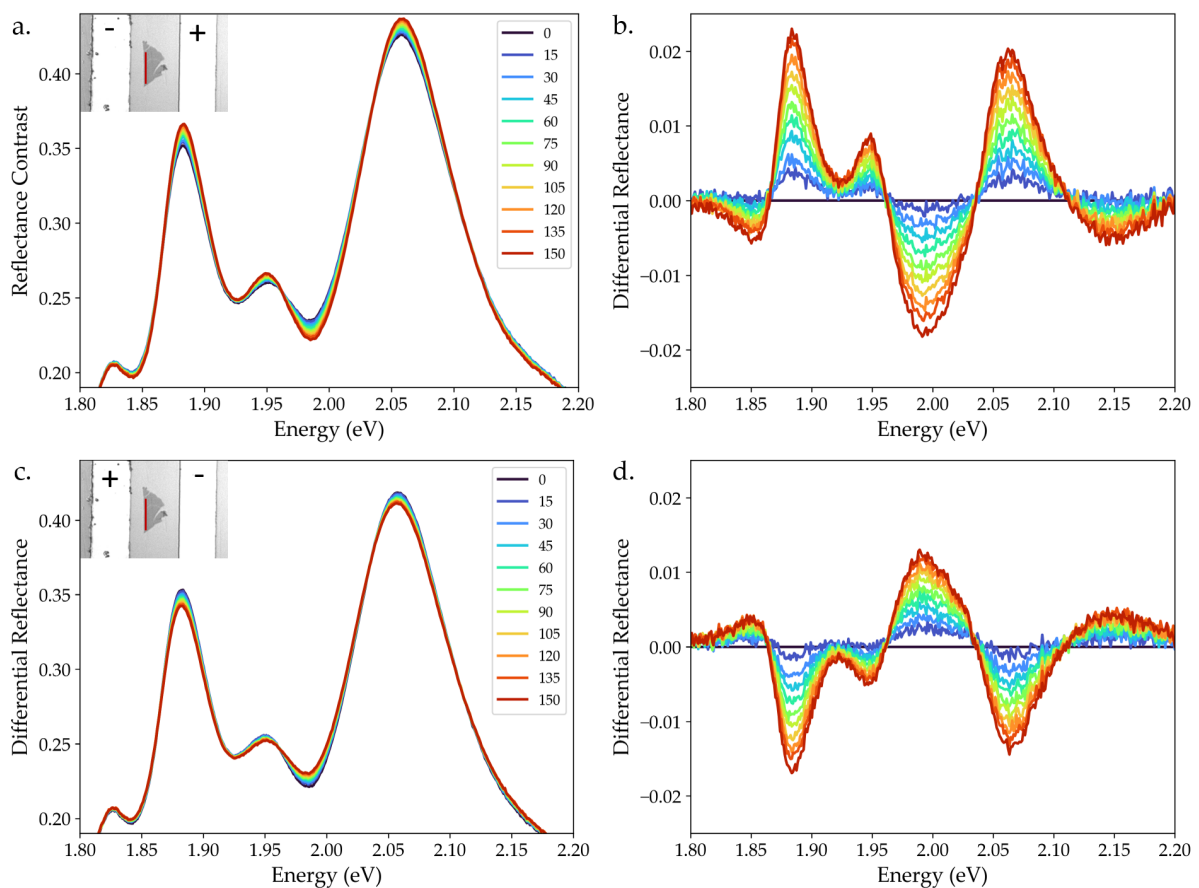 a.
- +
0
15
30
45
60
75
90
105
120
135
150
0.40
0.35
0.30
0.25
0.20
Reflectance Contrast
1.80 1.85 1.90 1.95 2.00 2.05 2.10 2.15 2.20
Energy (eV)
b.
0.02
0.01
0.00
−0.01
−0.02
Differential Reflectance
1.80 1.85 1.90 1.95 2.00 2.05 2.10 2.15 2.20
Energy (eV)
c.
+ -
0
15
30
45
60
75
90
105
120
135
150
0.40
0.35
0.30
0.25
0.20
Differential Reflectance
1.80 1.85 1.90 1.95 2.00 2.05 2.10 2.15 2.20
Energy (eV)
d.
0.02
0.01
0.00
−0.01
−0.02
Differential Reflectance
1.80 1.85 1.90 1.95 2.00 2.05 2.10 2.15 2.20
Energy (eV)